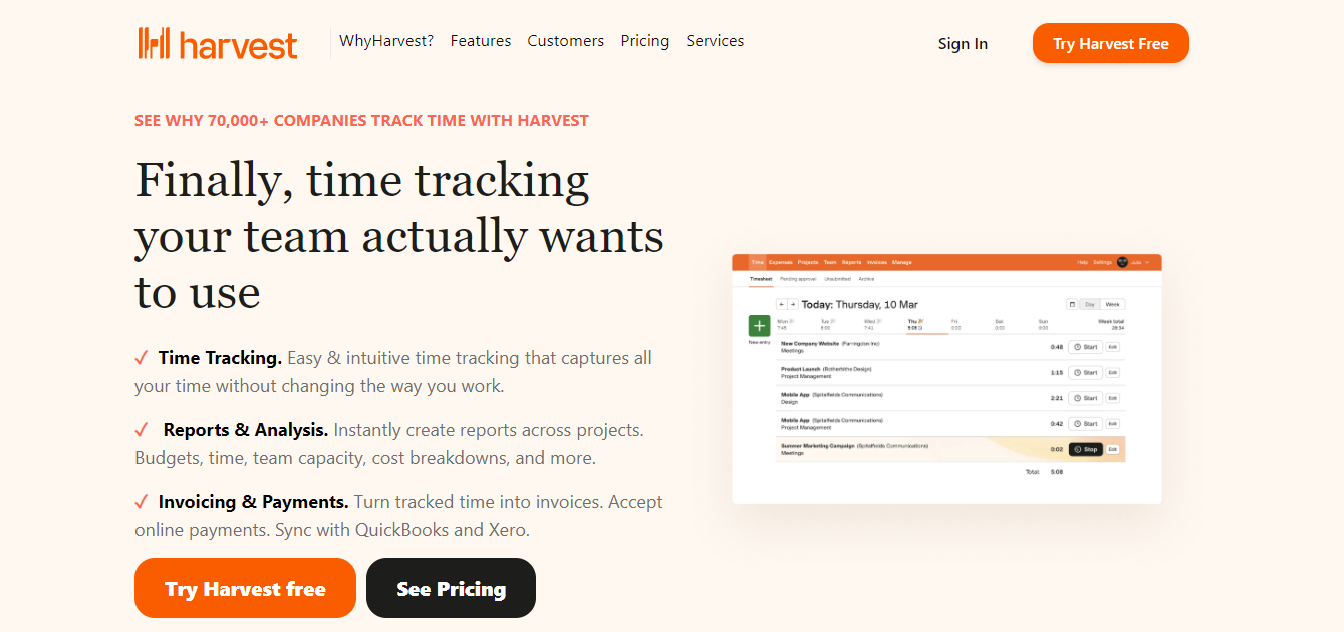 harvest
WhyHarvest? Features Customers Pricing Services
Sign In
Try Harvest Free
SEE WHY 70,000+ COMPANIES TRACK TIME WITH HARVEST
Finally, time tracking
your team actually wants
to use
✓ Time Tracking. Easy & intuitive time tracking that captures all
your time without changing the way you work.
✓ Reports & Analysis. Instantly create reports across projects.
Budgets, time, team capacity, cost breakdowns, and more.
✓ Invoicing & Payments. Turn tracked time into invoices. Accept
online payments. Sync with QuickBooks and Xero.
Try Harvest free
See Pricing
Time Expenses Projects Team Reports Invoices Manage
Help Settings
Timesheet Pending approval Unsubmitted Archive
← → Today: Thursday, 10 Mar
Day Week
New entry
Mon Tue Wed Thu Fri Sat Sun Week total
7:45 8:00 7:41 5:08 0:00 0:00 0:00 28:34
New Company Website (Farringdon Inc)
Meetings
0:48 Start Edit
Product Launch (Rotherhithe Design)
Project Management
1:15 Start Edit
Mobile App (Spitalfields Communications)
Design
2:21 Start Edit
Mobile App (Spitalfields Communications)
Project Management
0:42 Start Edit
Summer Marketing Campaign (Spitalfields Communications)
Meetings
0:02 Stop Edit
Total: 5:08